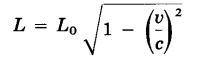 L = L₀ √(1 − (v/c)²)